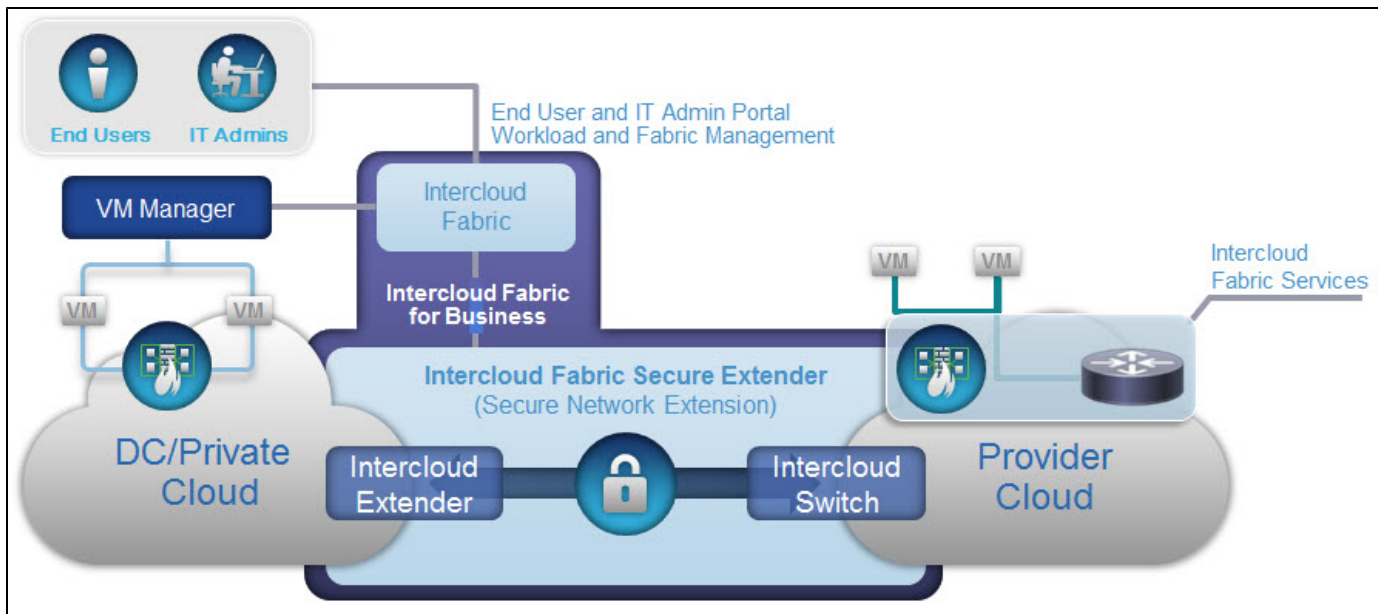 End Users
IT Admins
End User and IT Admin Portal
Workload and Fabric Management
VM Manager
Intercloud
Fabric
VM
VM
VM
VM
Intercloud
Fabric Services
Intercloud Fabric
for Business
Intercloud Fabric Secure Extender
(Secure Network Extension)
DC/Private
Cloud
Intercloud
Extender
Intercloud
Switch
Provider
Cloud